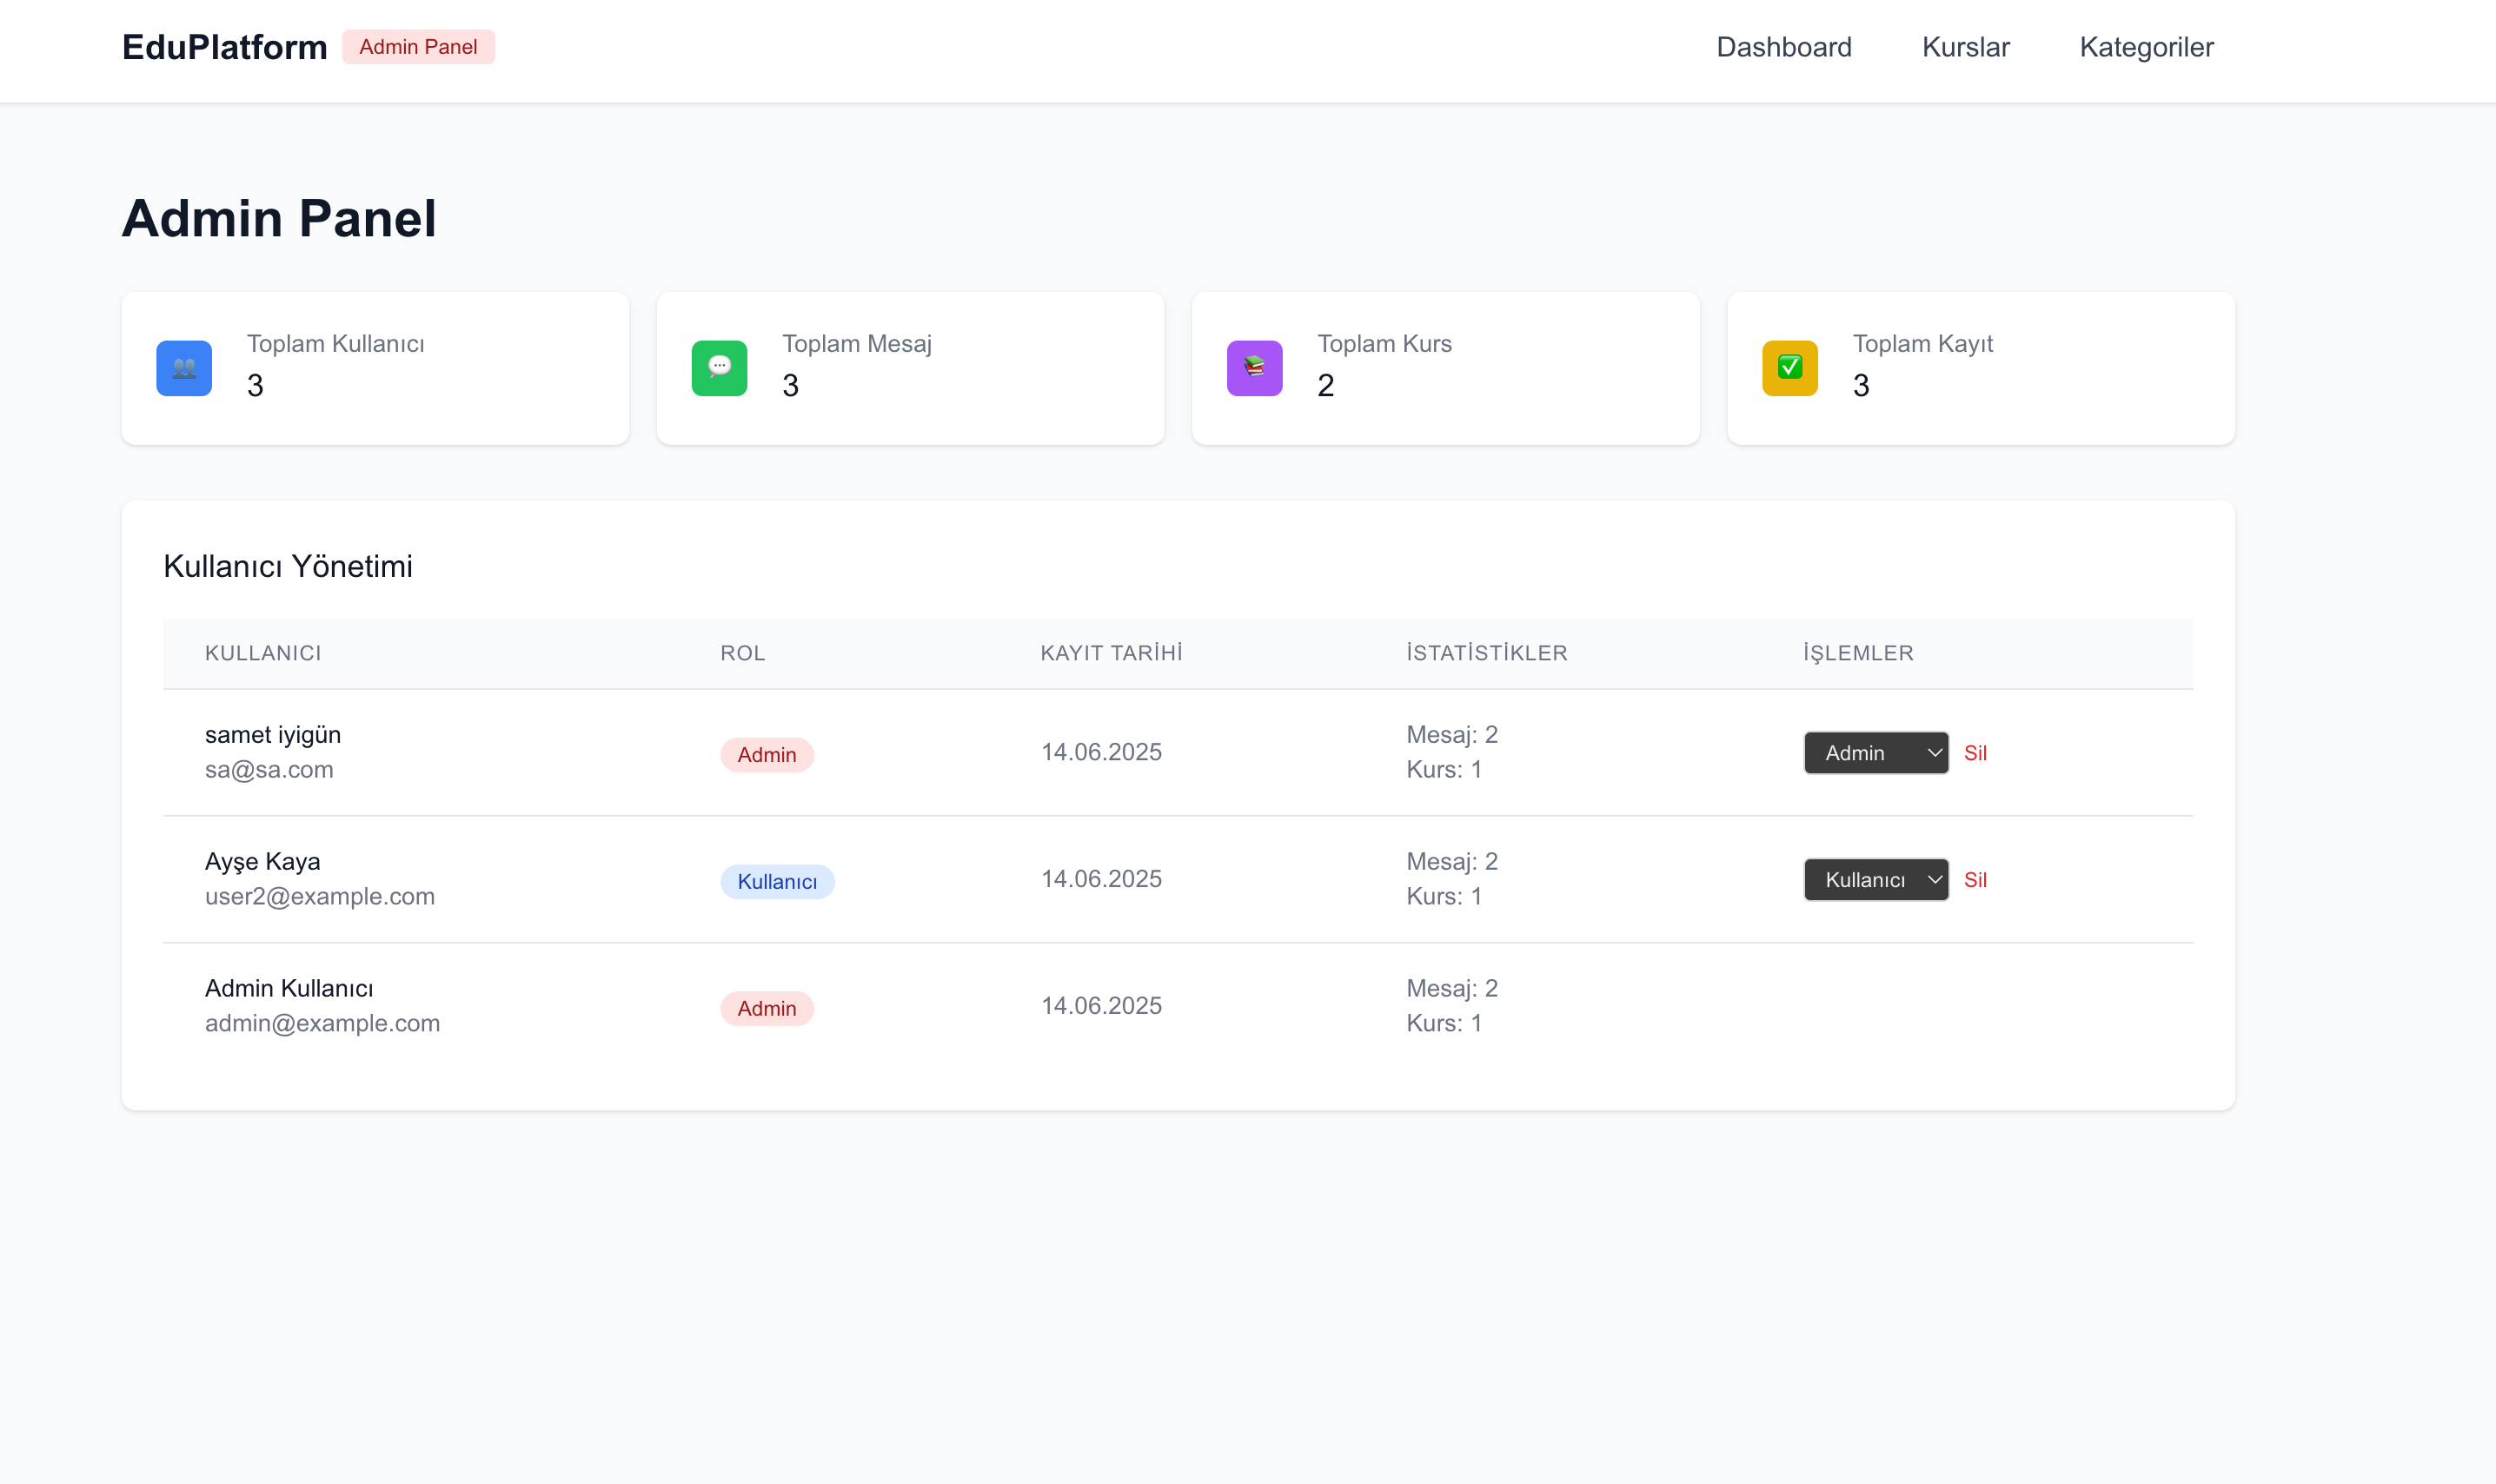 EduPlatform Admin Panel Dashboard Kurslar Kategoriler
Admin Panel
Toplam Kullanıcı
3
Toplam Mesaj
3
Toplam Kurs
2
Toplam Kayıt
3
Kullanıcı Yönetimi
KULLANICI ROL KAYIT TARİHİ İSTATİSTİKLER İŞLEMLER
samet iyigün
sa@sa.com
Admin
14.06.2025
Mesaj: 2
Kurs: 1
Admin Sil
Ayşe Kaya
user2@example.com
Kullanıcı
14.06.2025
Mesaj: 2
Kurs: 1
Kullanıcı Sil
Admin Kullanıcı
admin@example.com
Admin
14.06.2025
Mesaj: 2
Kurs: 1